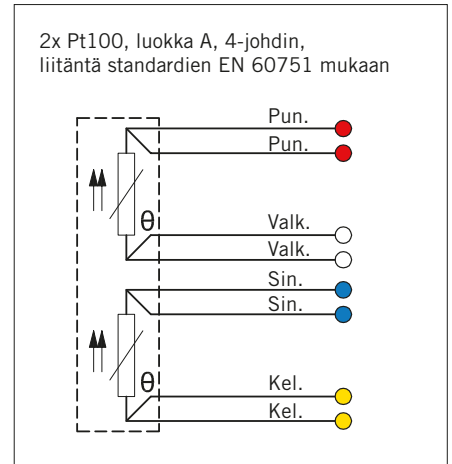 2x Pt100, luokka A, 4-johdin,
liitäntä standardien EN 60751 mukaan
Pun.
Pun.
θ
Valk.
Valk.
Sin.
Sin.
θ
Kel.
Kel.